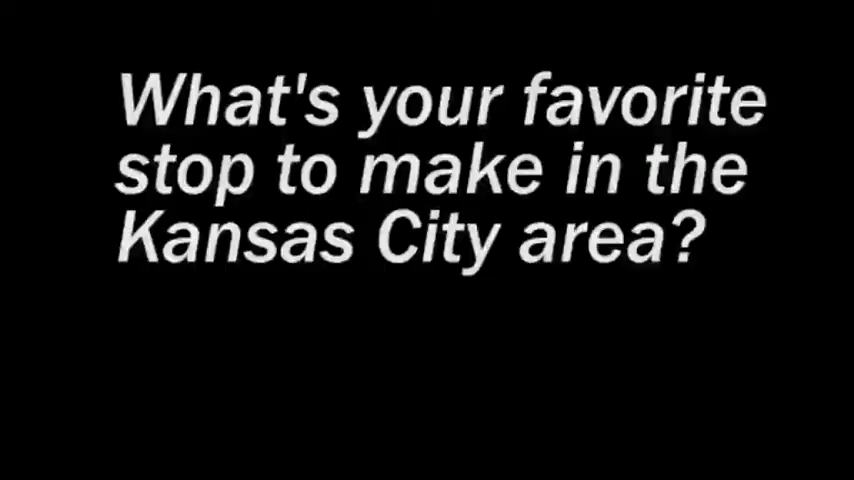 What's your favorite
stop to make in the
Kansas City area?